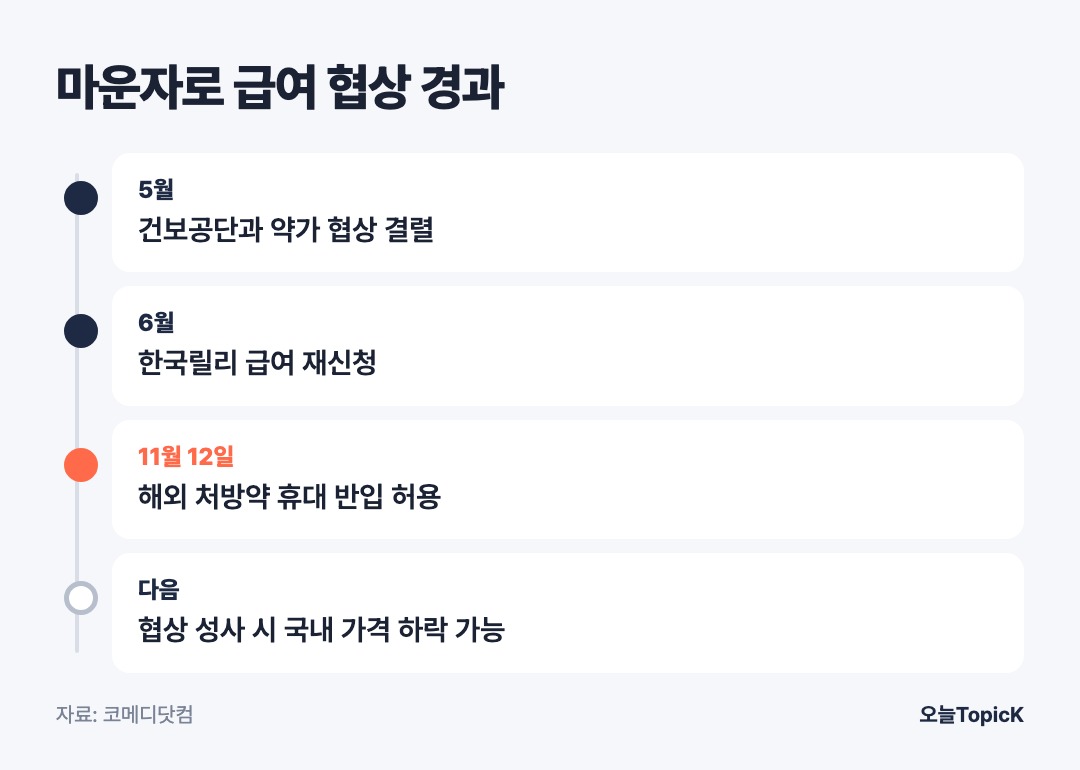 마운자로 급여 협상 경과
5월
건보공단과 약가 협상 결렬
6월
한국릴리 급여 재신청
11월 12일
해외 처방약 휴대 반입 허용
다음
협상 성사 시 국내 가격 하락 가능
자료: 코메디닷컴
오늘TopicK